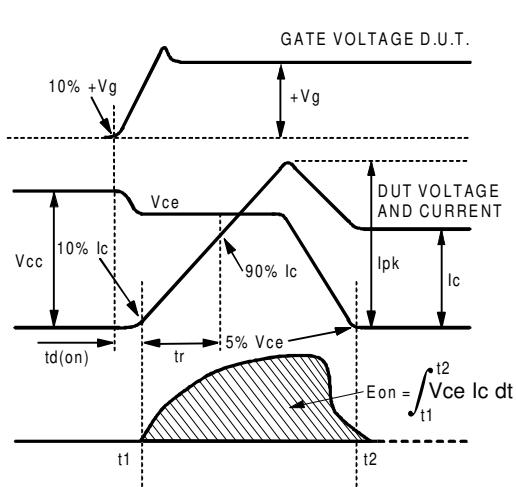 GATE VOLTAGE D.U.T.
10% +Vg
+Vg
Vce
DUT VOLTAGE
AND CURRENT
10% Ic
Vcc
90% Ic
Ipk
Ic
td(on)
tr
5% Vce
Eon = ∫ t2 t1 Vce Ic dt
t1
t2